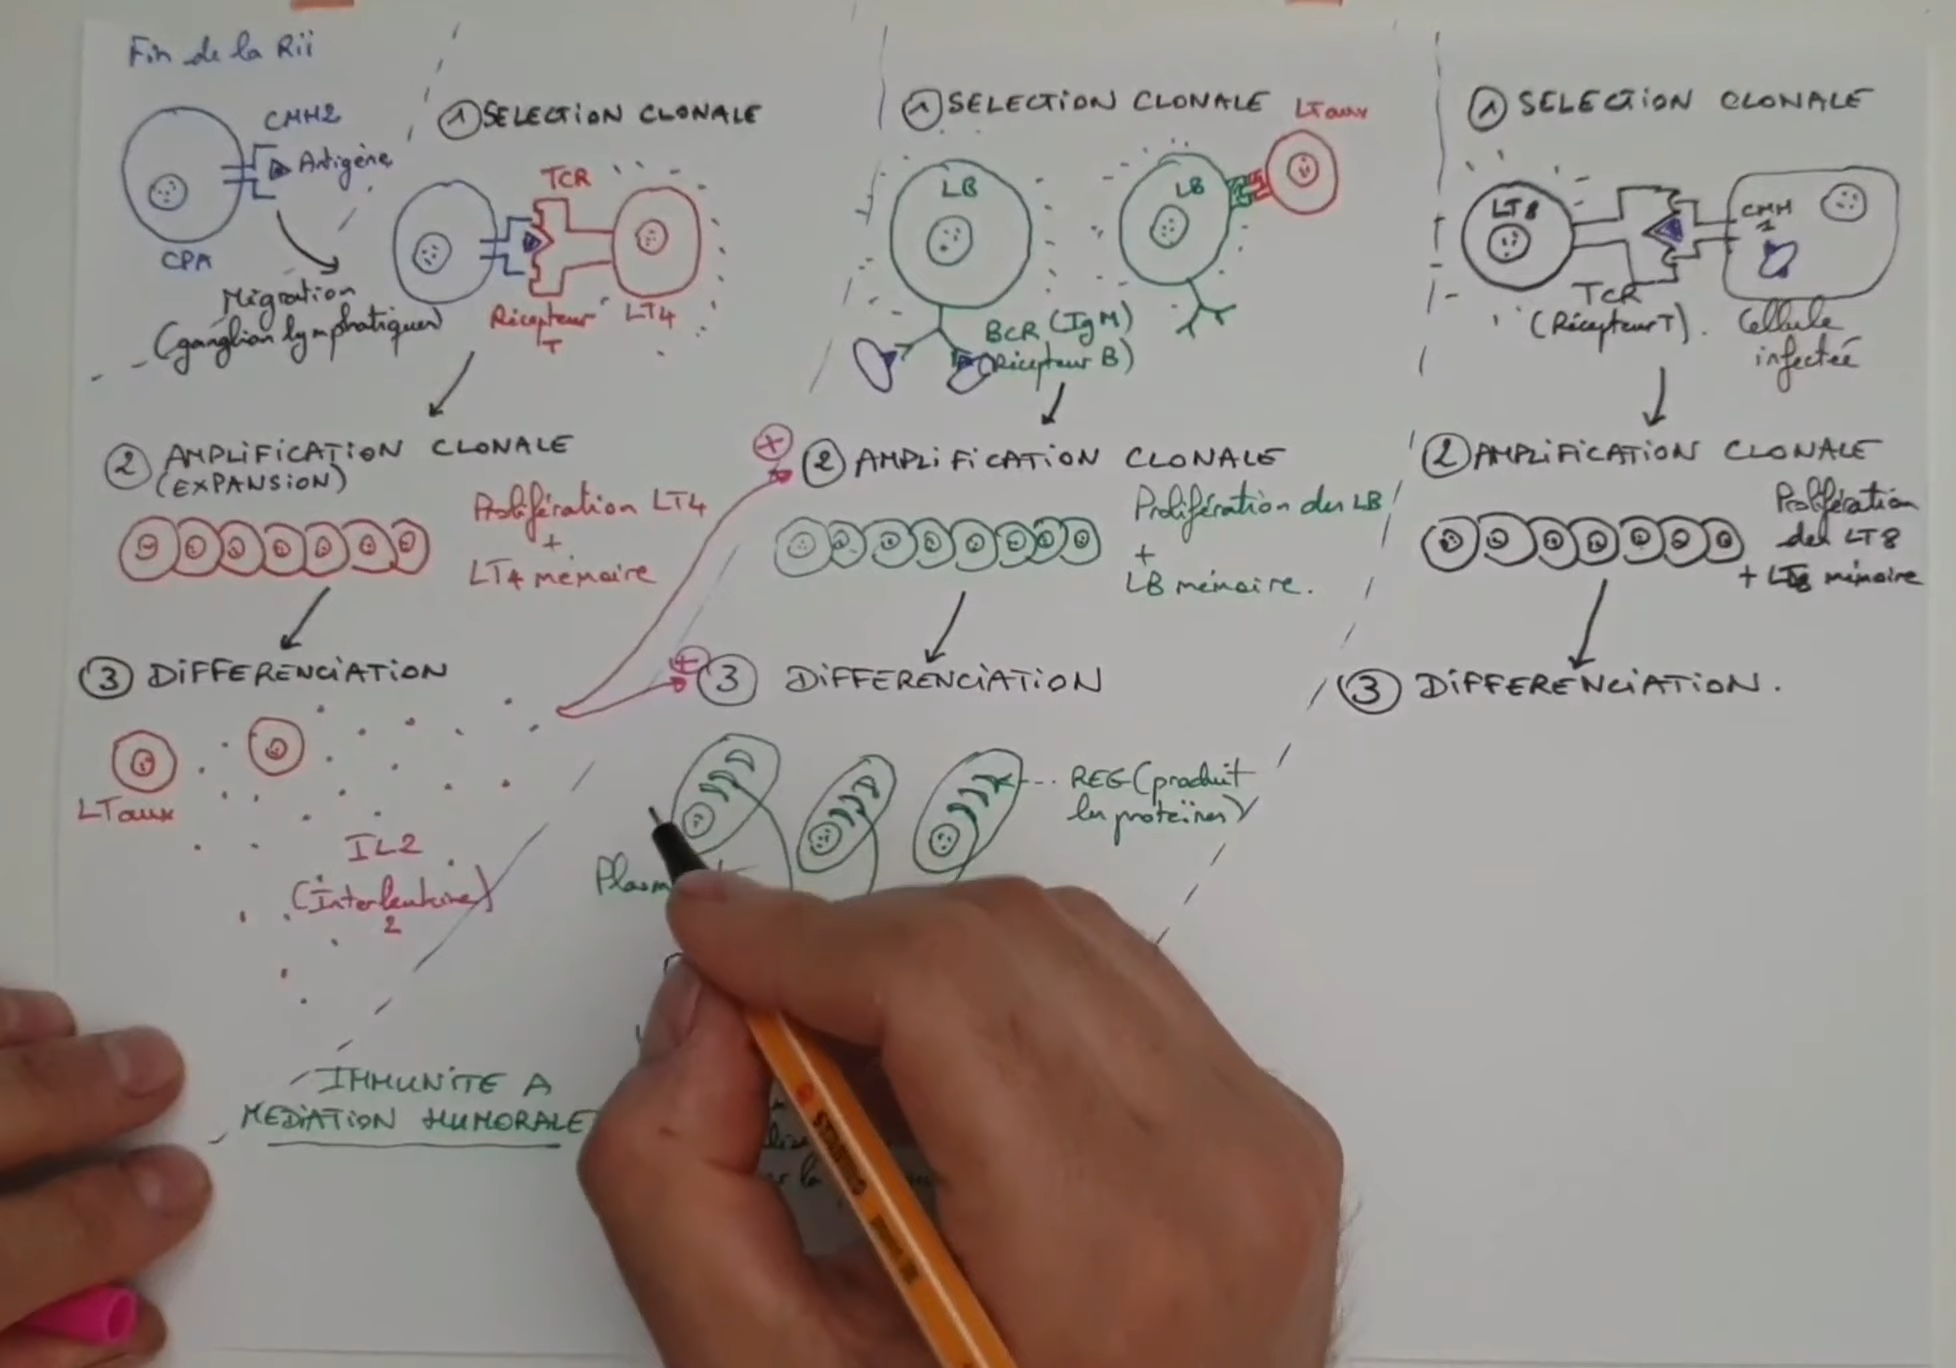 Fin de la Rii
CMH2
Antigène
CPA
Migration
(ganglion lymphatiques)
① SELECTION CLONALE
TCR
Récepteur
T
LT4
② AMPLIFICATION CLONALE
(EXPANSION)
Prolifération LT4
+
LT4 mémoire
③ DIFFERENCIATION
LTaux
IL2
(Interleukine)
2
IMMUNITE A
MEDIATION HUMORALE
① SELECTION CLONALE
LTaux
LB
LB
BCR (IgM)
(Récepteur B)
+
② AMPLIFICATION CLONALE
Prolifération des LB
+
LB mémoire.
+
③ DIFFERENCIATION
REG (produit
les protéines)
① SELECTION CLONALE
LT8
CMH
1
TCR
(Récepteur T).
Cellule
infectée
② AMPLIFICATION CLONALE
Prolifération
des LT8
+ LT8 mémoire
③ DIFFERENCIATION.
STABILO